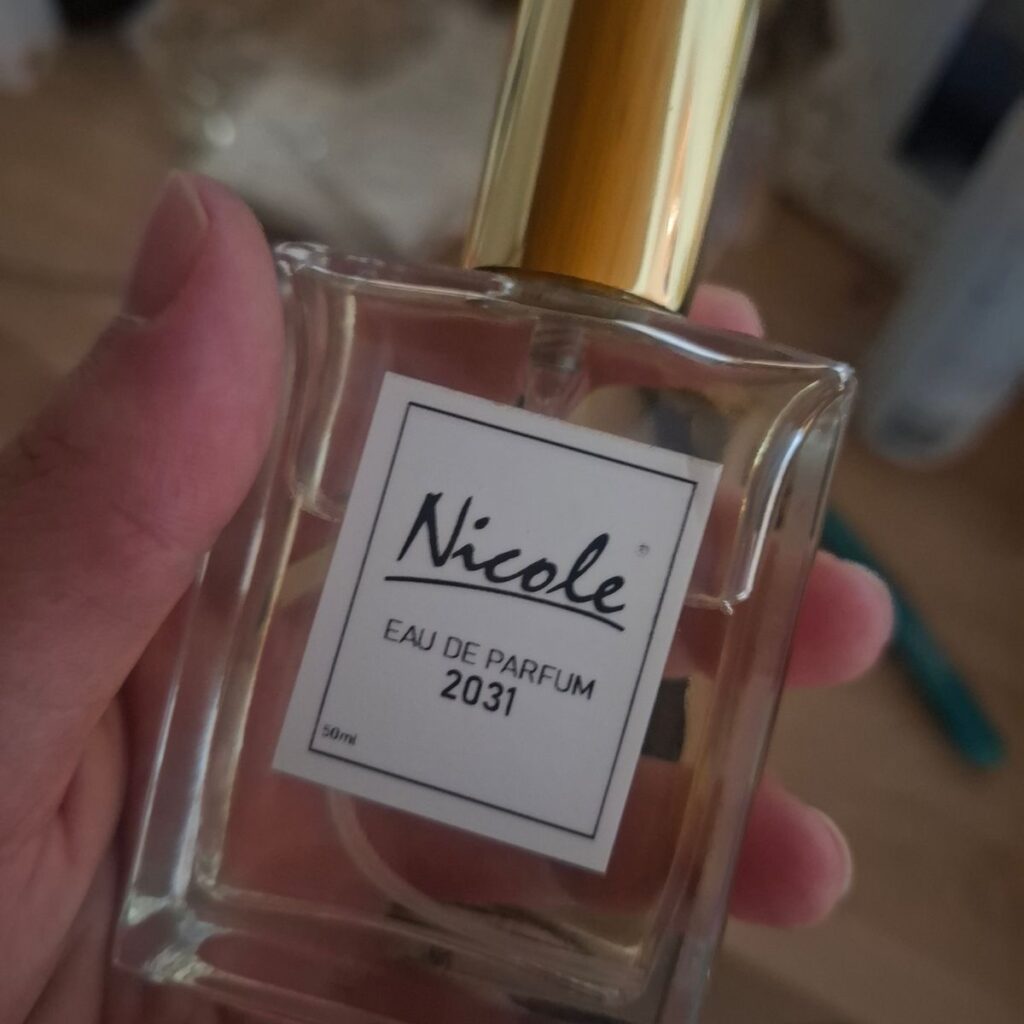 Nicole ®
EAU DE PARFUM
2031
50ml